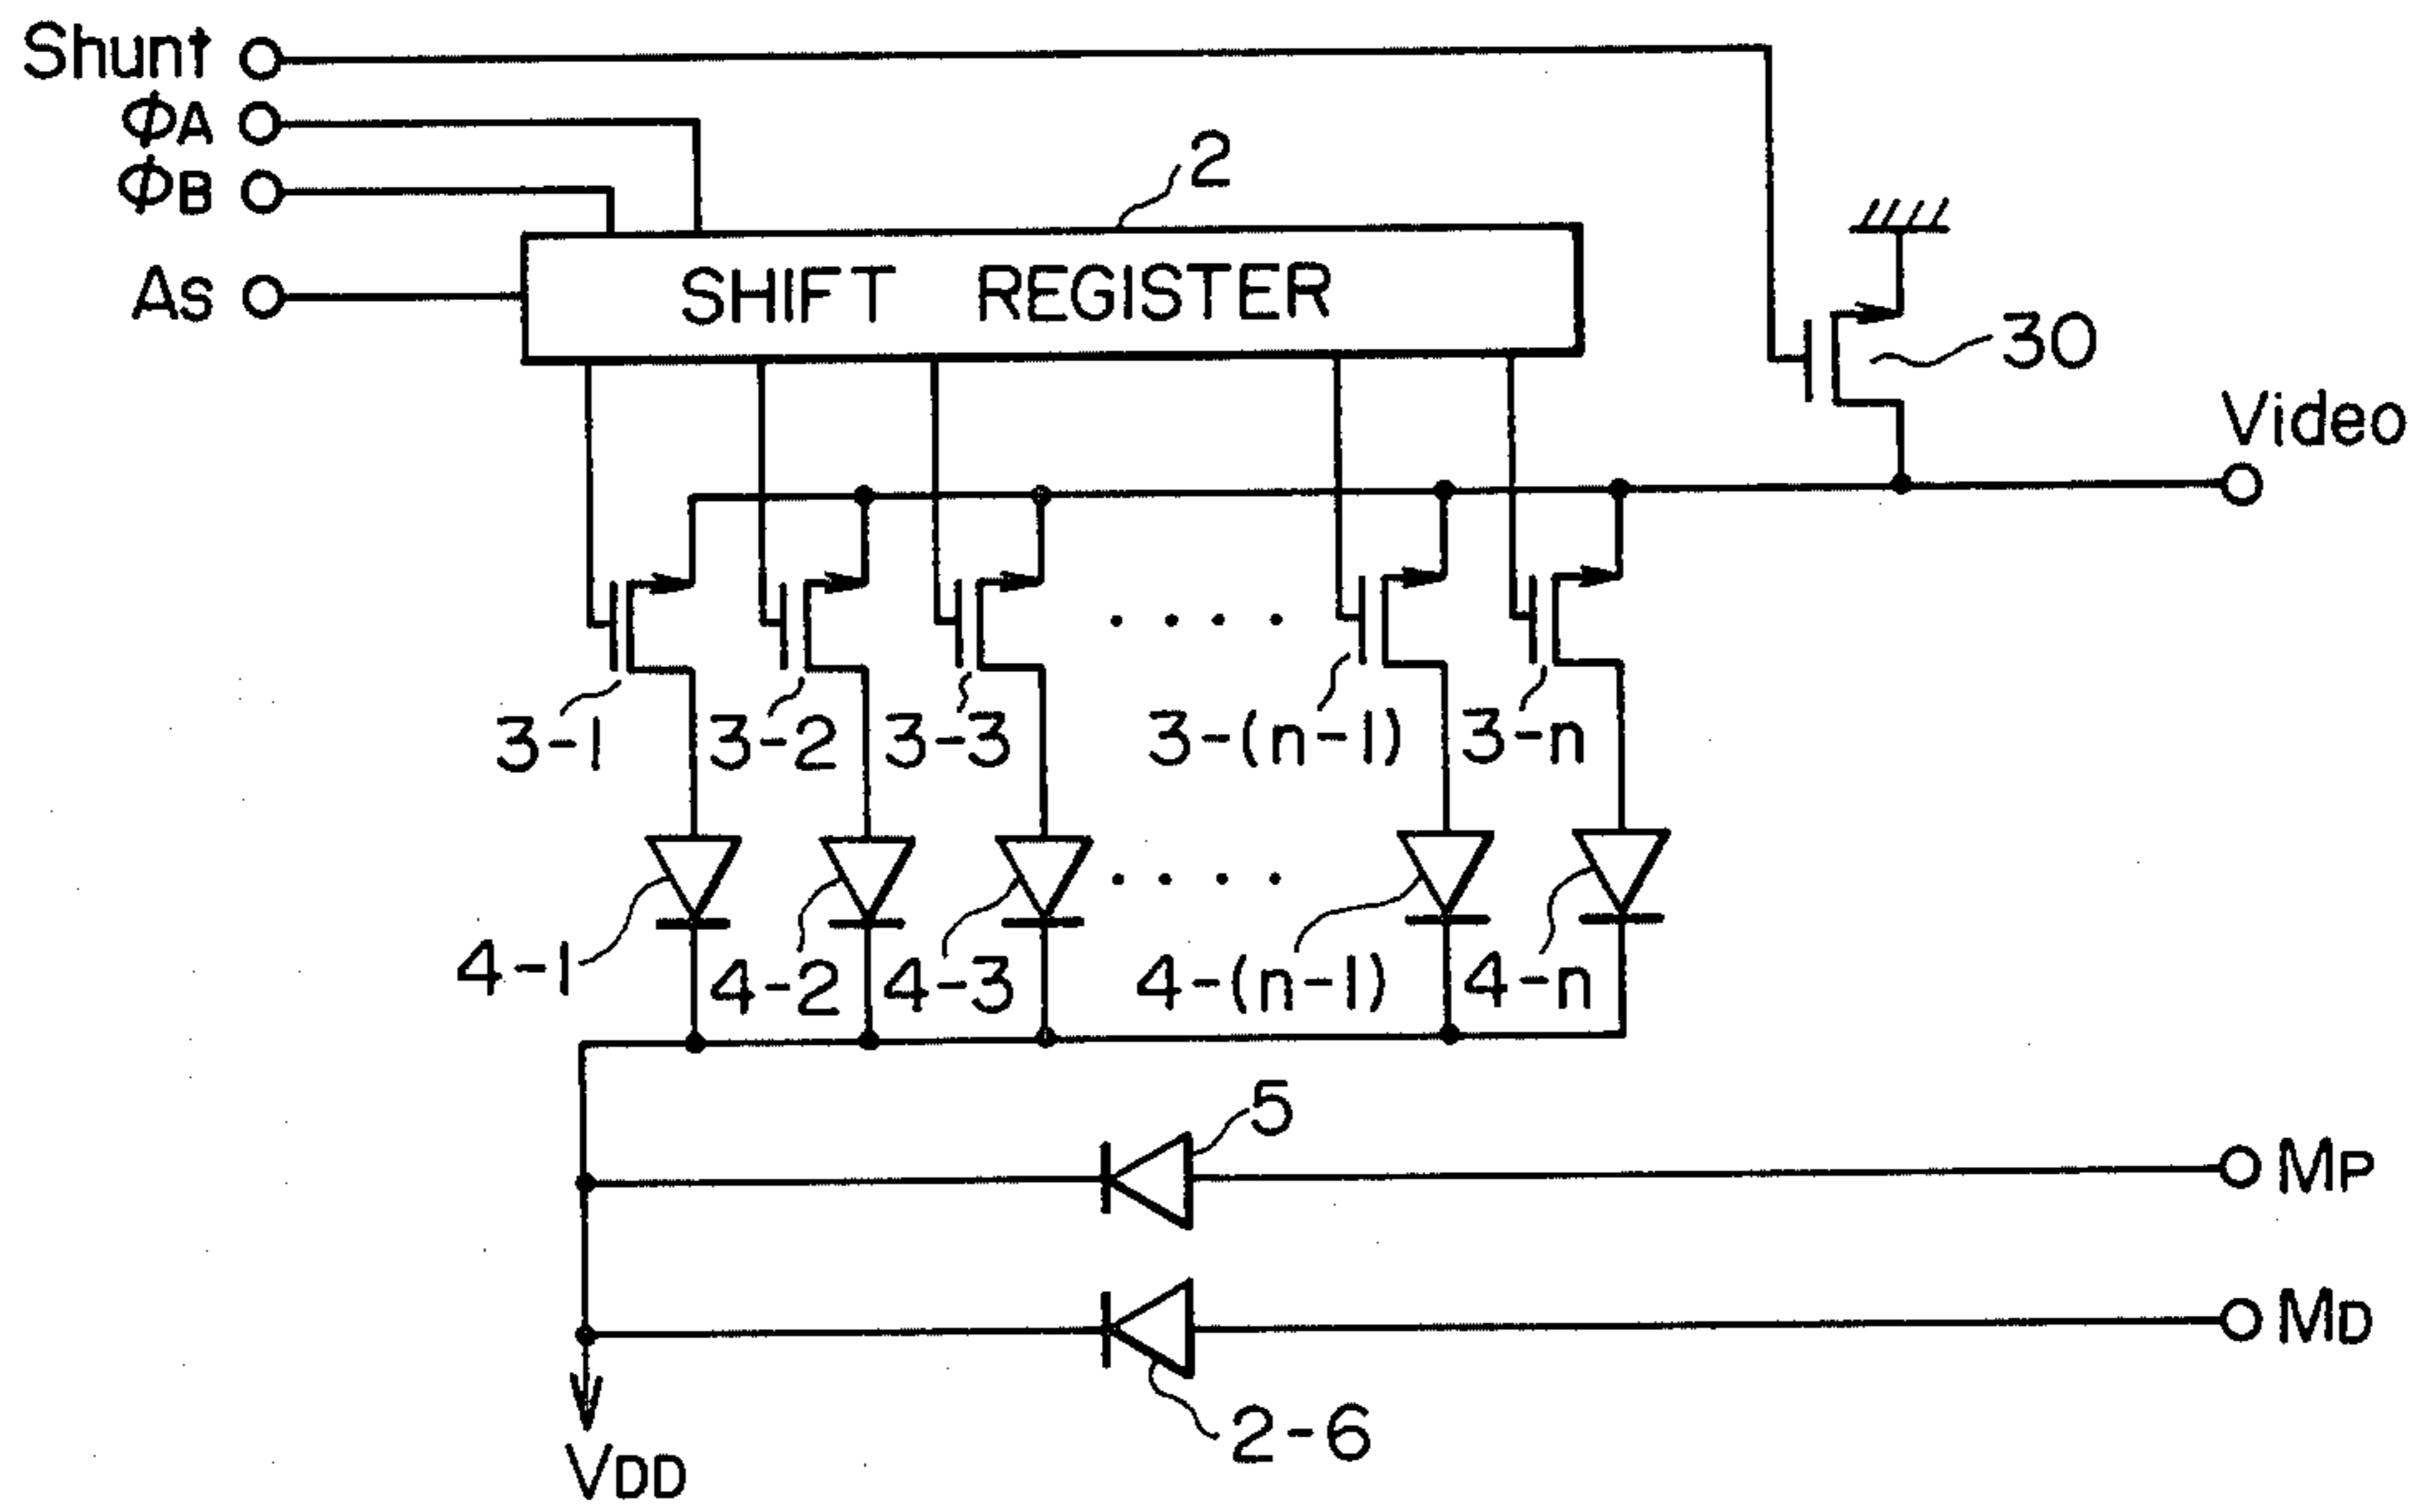 Shunt
ΦA
ΦB
As
2
SHIFT REGISTER
30
Video
3-1
3-2
3-3
3-(n-1)
3-n
4-1
4-2
4-3
4-(n-1)
4-n
5
MP
MD
2-6
VDD